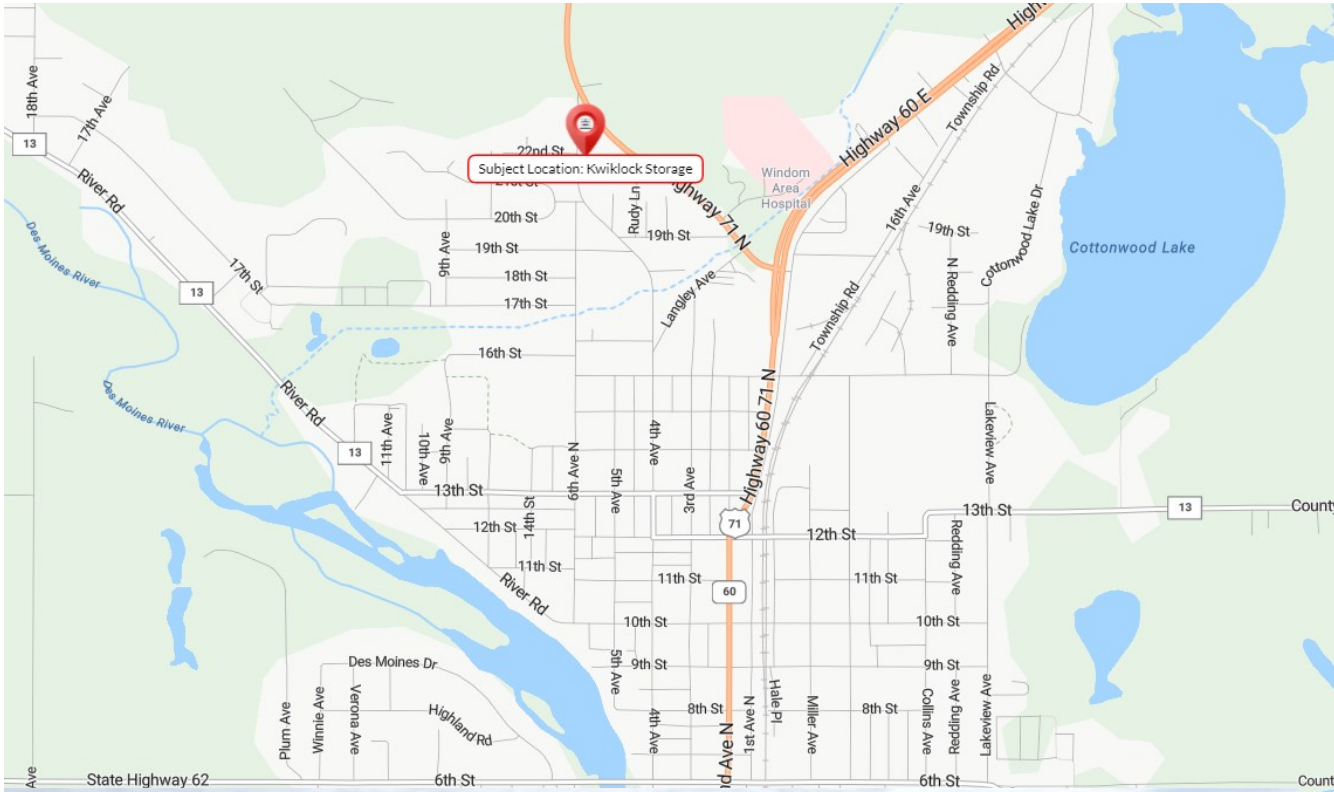 Highway 60 E
18th Ave
17th Ave
13
River Rd
22nd St
Subject Location: Kwiklock Storage
21st St
20th St
Rudy Ln
Highway 71 N
Windom
Area
Hospital
Township Rd
16th Ave
19th St
Cottonwood Lake Dr
Cottonwood Lake
Des Moines River
17th St
9th Ave
19th St
19th St
18th St
17th St
Langley Ave
N Redding Ave
13
Township Rd
16th St
River Rd
Des Moines River
Highway 60 71 N
13
11th Ave
10th Ave
9th Ave
6th Ave N
5th Ave
4th Ave
3rd Ave
Lakeview Ave
13th St
14th St
12th St
71
12th St
13th St
13
County
11th St
River Rd
11th St
60
11th St
Redding Ave
10th St
10th St
5th Ave
9th St
9th St
Des Moines Dr
Plum Ave
Winnie Ave
Verona Ave
Highland Rd
4th Ave
8th St
nd Ave N
1st Ave N
Hale Pl
Miller Ave
8th St
Collins Ave
Redding Ave
Lakeview Ave
Ave
State Highway 62
6th St
6th St
Count